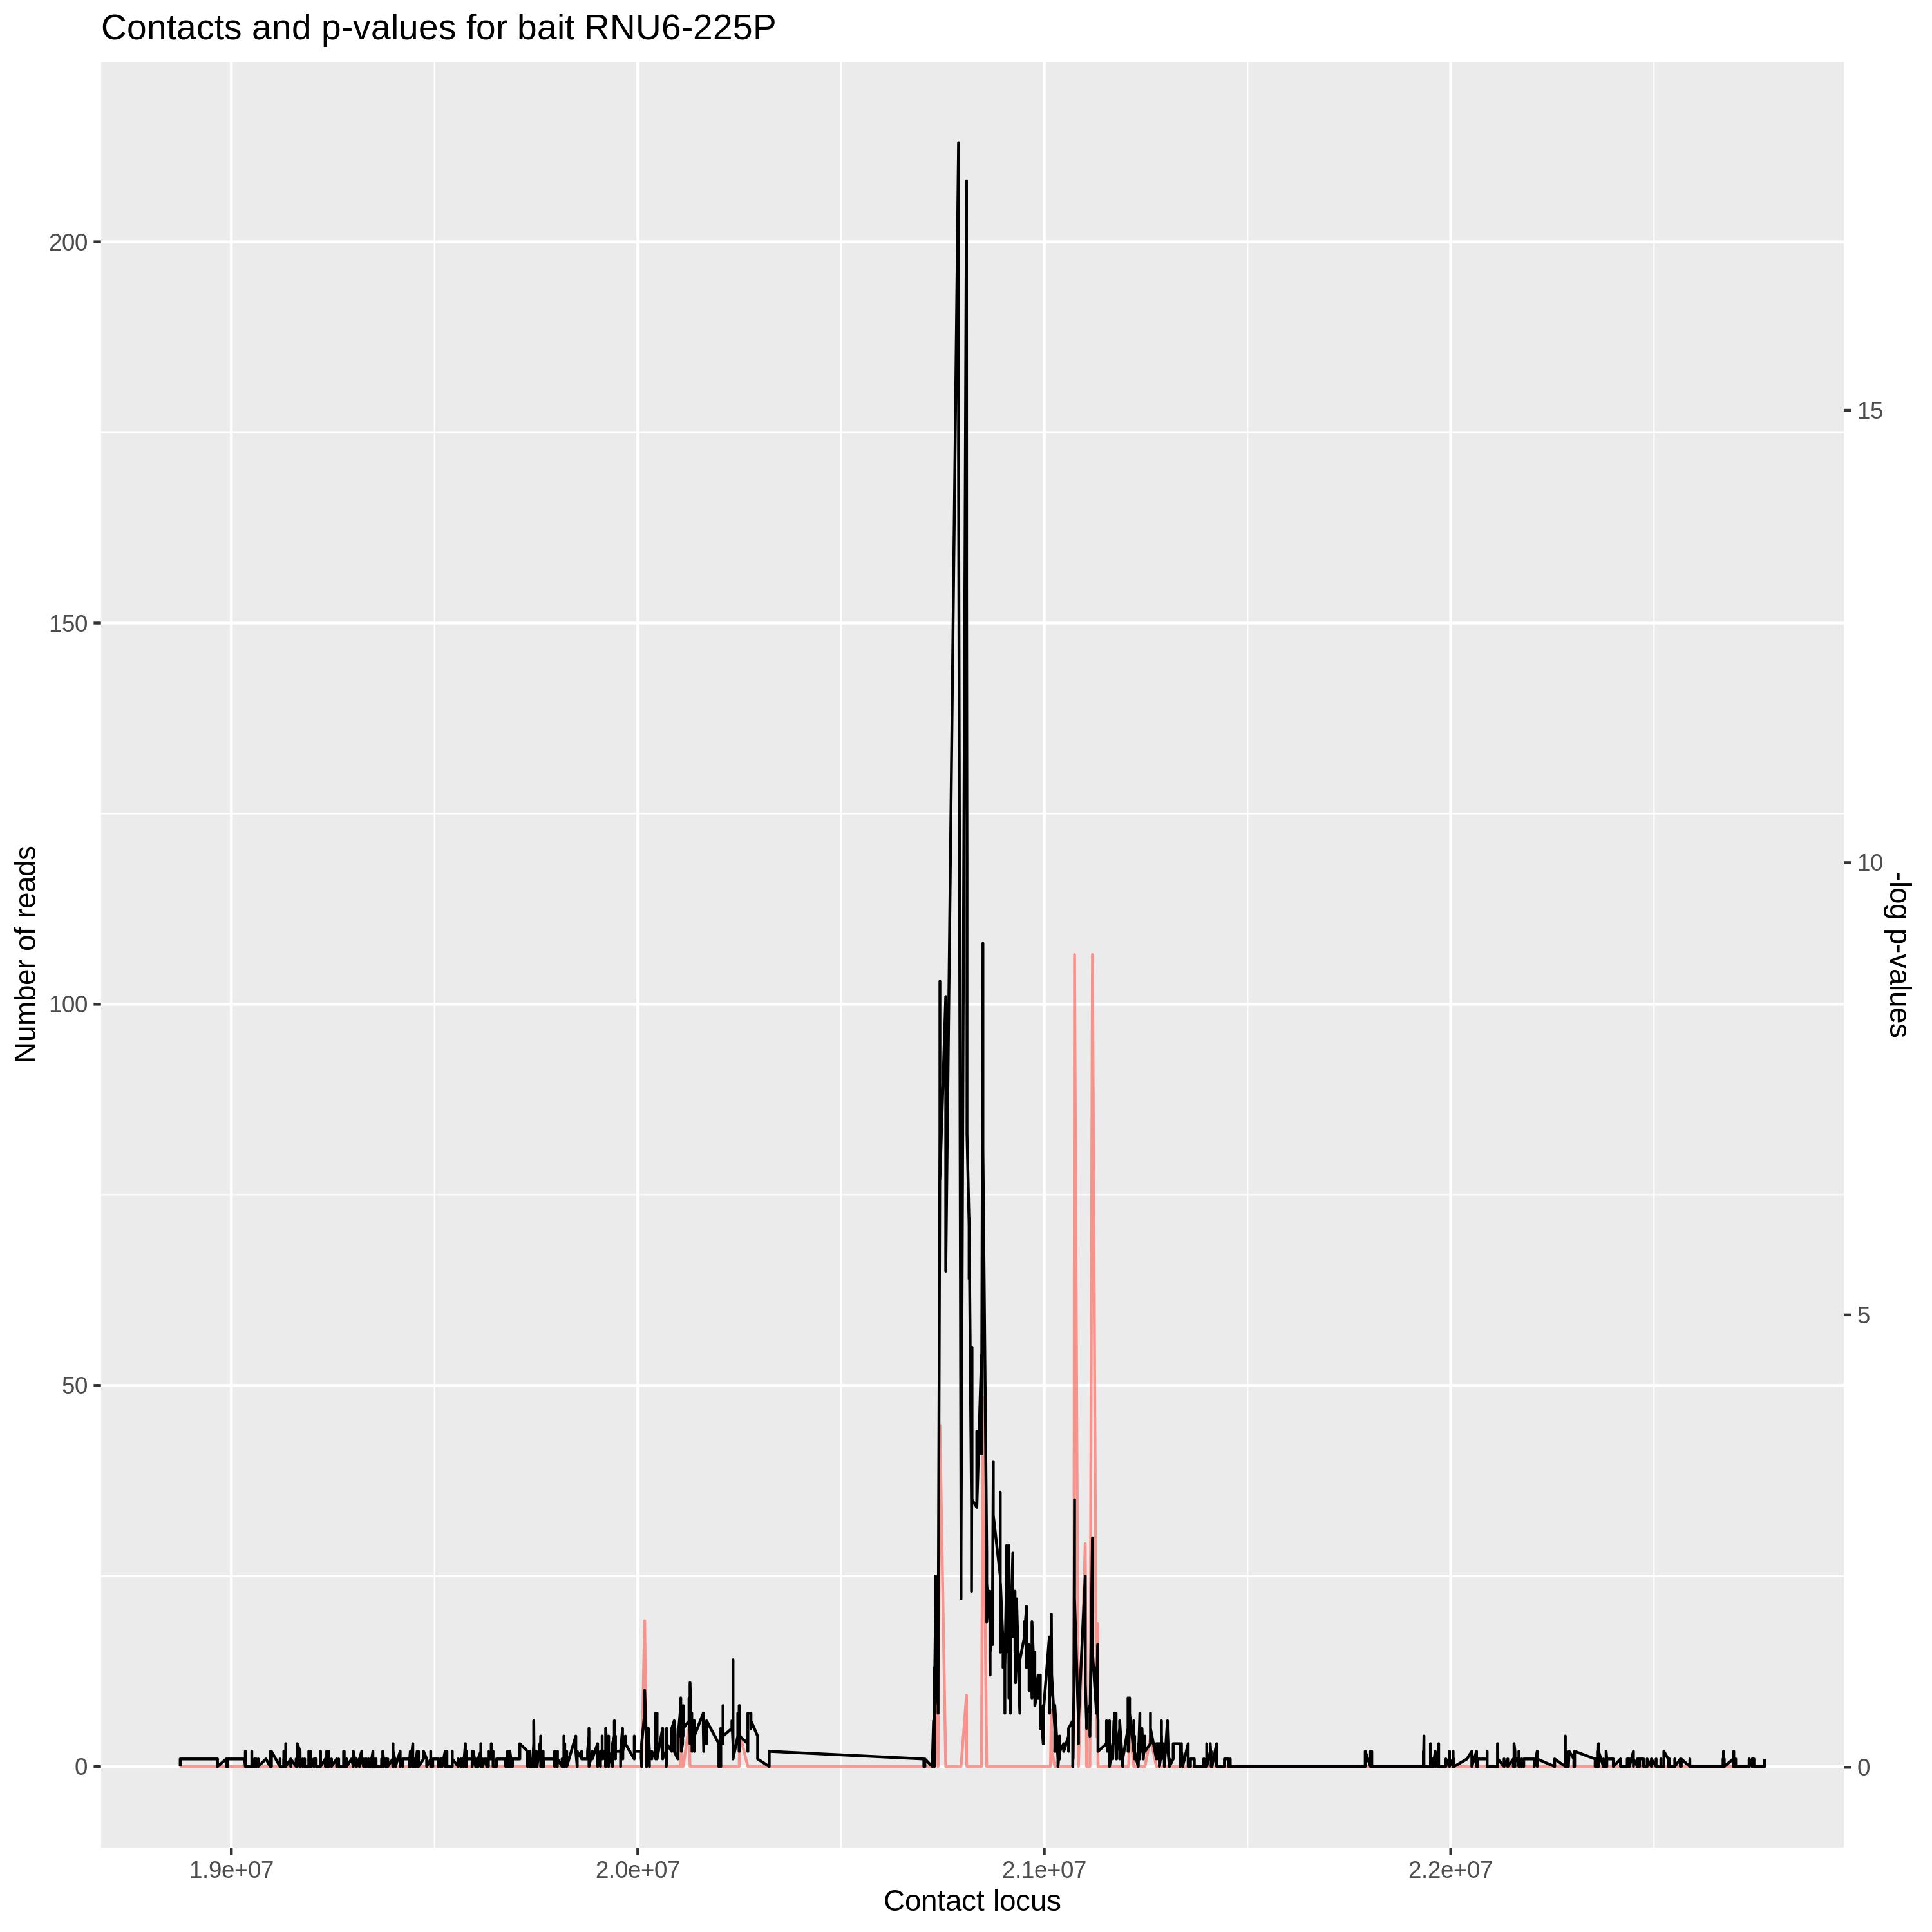 Contacts and p-values for bait RNU6-225P
200
150
100
50
0
Number of reads
15
10
5
0
-log p-values
1.9e+07
2.0e+07
2.1e+07
2.2e+07
Contact locus